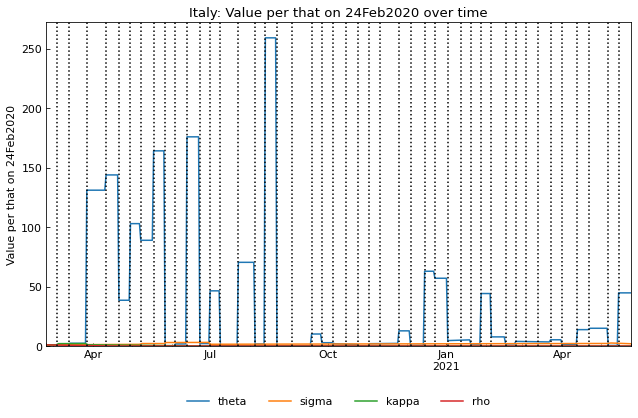 Italy: Value per that on 24Feb2020 over time
Value per that on 24Feb2020
250
200
150
100
50
0
Apr
Jul
Oct
Jan
2021
Apr
theta
sigma
kappa
rho